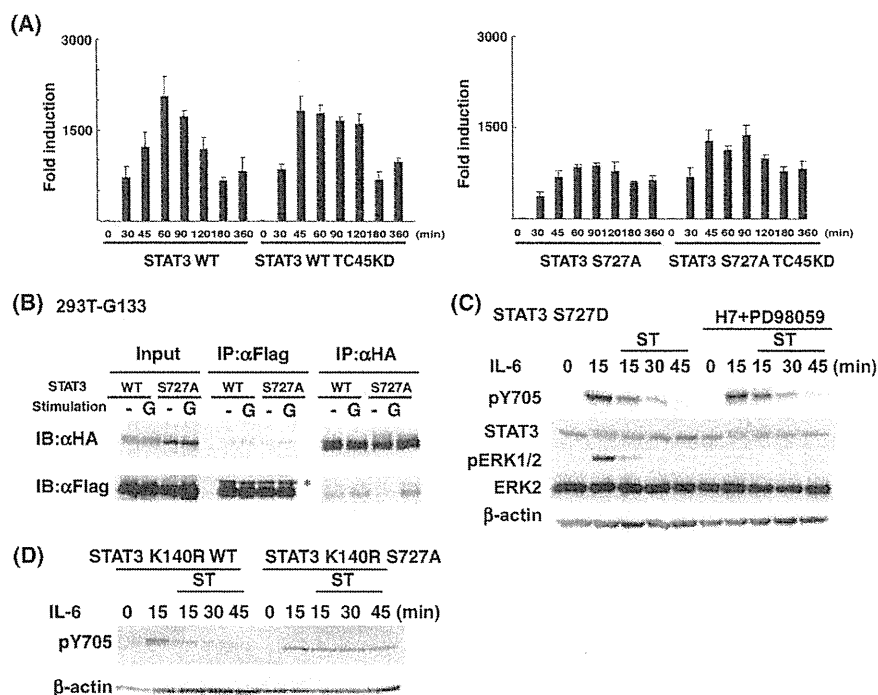 (A)
3000
1500
Fold induction
0 30 45 60 90 120 180 360 0 30 45 60 90 120 180 360 (min)
STAT3 WT STAT3 WT TC45KD
3000
1500
Fold induction
0 30 45 60 90 120 180 360 0 30 45 60 90 120 180 360 (min)
STAT3 S727A STAT3 S727A TC45KD
(B) 293T-G133
Input IP:αFlag IP:αHA
STAT3 WT S727A WT S727A WT S727A
Stimulation - G - G - G - G - G - G
IB:αHA
IB:αFlag *
(C) STAT3 S727D H7+PD98059
ST ST
IL-6 0 15 15 30 45 0 15 15 30 45 (min)
pY705
STAT3
pERK1/2
ERK2
β-actin
(D) STAT3 K140R WT STAT3 K140R S727A
ST ST
IL-6 0 15 15 30 45 0 15 15 30 45 (min)
pY705
β-actin